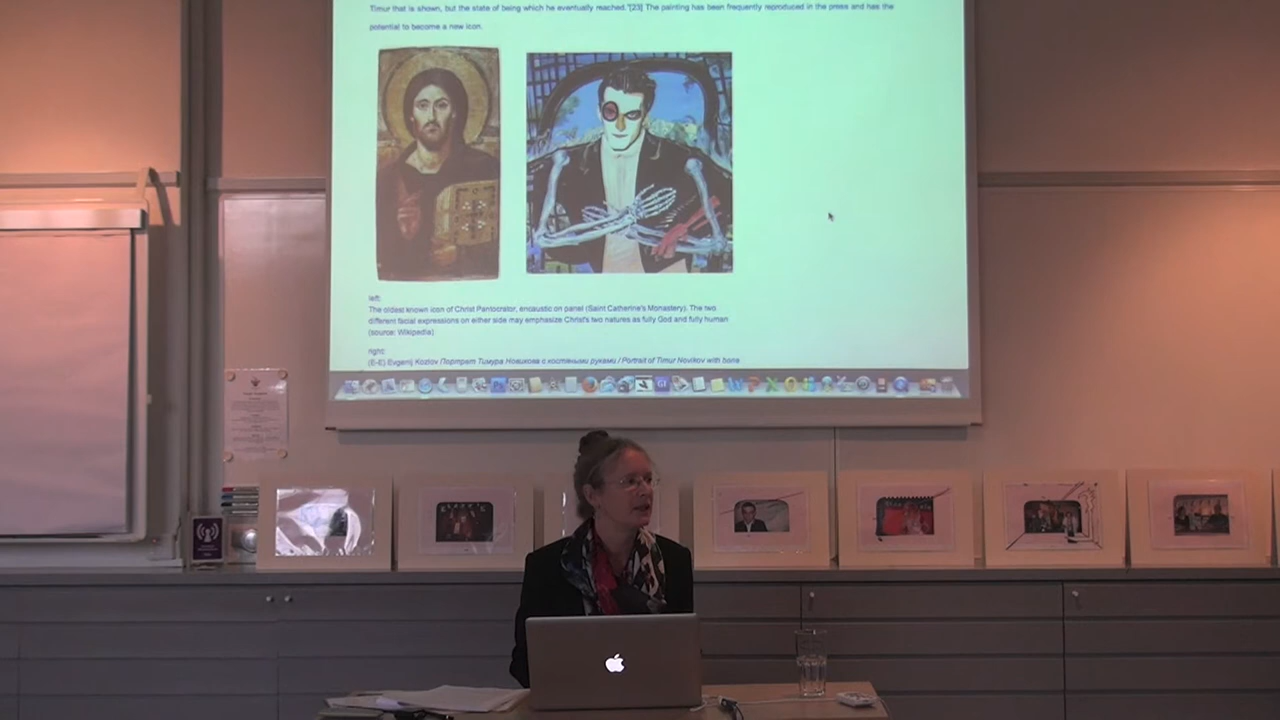 Timur that is shown, but the state of being which he eventually reached."[23] The painting has been frequently reproduced in the press and has the
potential to become a new icon.
left:
The oldest known icon of Christ Pantocrator, encaustic on panel (Saint Catherine's Monastery). The two
different facial expressions on either side may emphasize Christ's two natures as fully God and fully human
(source: Wikipedia)
right:
(E-E) Evgenij Kozlov Портрет Тимура Новикова с костяными руками / Portrait of Timur Novikov with bone